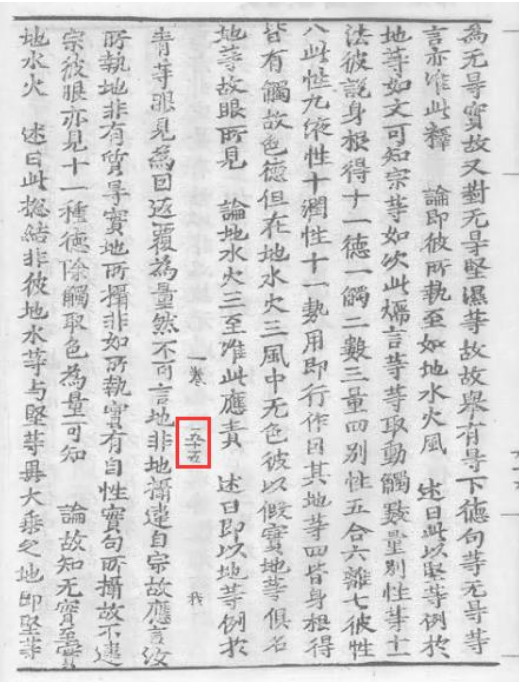 為无㝵實故又對无㝵堅濕等故故舉有㝵下德句等无㝵等
言亦准此釋 論即彼所執至如地水火風 述曰此以堅等例於
地等如文可知宗等如次此煗言等等取動觸數量別性等十一
法彼說身根得十一德一觸二數三量四別性五合六離七彼性
八此性九液性十潤性十一勢用即行作因其地等四皆身根得
皆有觸故色德但在地水火三風中无色彼以假實地等俱名
地等故眼所見 論地水火三至准此應責 述曰即以地等例於
一卷 一百五十五 我
青等眼見為因返覆為量然不可言地非地攝違自宗故應言汝
所執地非有質㝵實地所攝非如所執實有自性實句所攝故不違
宗彼眼亦見十一種德除觸取色為量可知 論故知无實至實
地水火 述曰此揔結非彼地水等与堅等異大乘之地即堅等